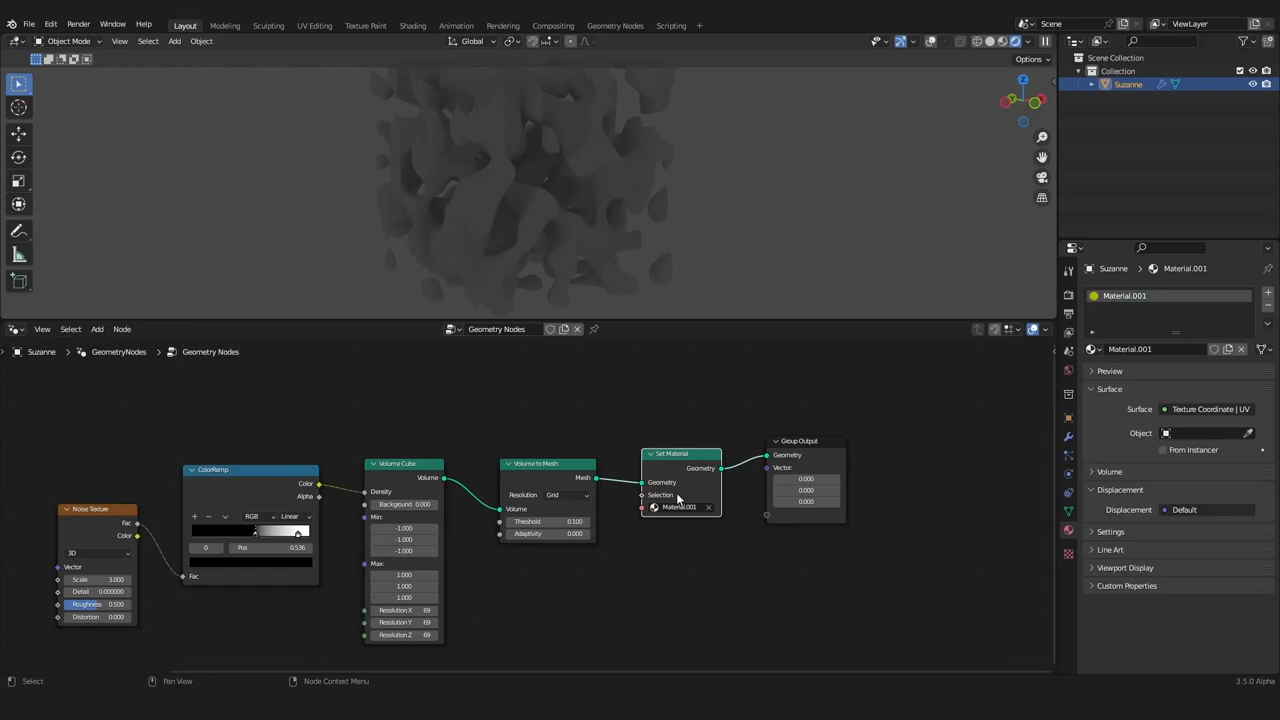 File Edit Render Window Help Layout Modeling Sculpting UV Editing Texture Paint Shading Animation Rendering Compositing Geometry Nodes Scripting Scene ViewLayer
Object Mode View Select Add Object Global
Options
Scene Collection
Collection
Suzanne
Z
Y
X
Suzanne Material.001
Material.001
View Select Add Node Geometry Nodes
Suzanne GeometryNodes Geometry Nodes
Material.001
Preview
Surface
Surface Texture Coordinate | UV
Object
From Instancer
Volume
Displacement
Displacement Default
Settings
Line Art
Viewport Display
Custom Properties
Noise Texture
Fac
Color
3D
Vector
Scale 3.000
Detail 0.000000
Roughness 0.500
Distortion 0.000
ColorRamp
Color
Alpha
RGB Linear
0 Pos 0.536
Fac
Volume Cube
Volume
Density
Background 0.000
Min:
-1.000
-1.000
-1.000
Max:
1.000
1.000
1.000
Resolution X 69
Resolution Y 69
Resolution Z 69
Volume to Mesh
Mesh
Resolution Grid
Volume
Threshold 0.100
Adaptivity 0.000
Set Material
Geometry
Geometry
Selection
Material.001
Group Output
Geometry
Vector:
0.000
0.000
0.000
Select Pan View Node Context Menu 3.5.0 Alpha